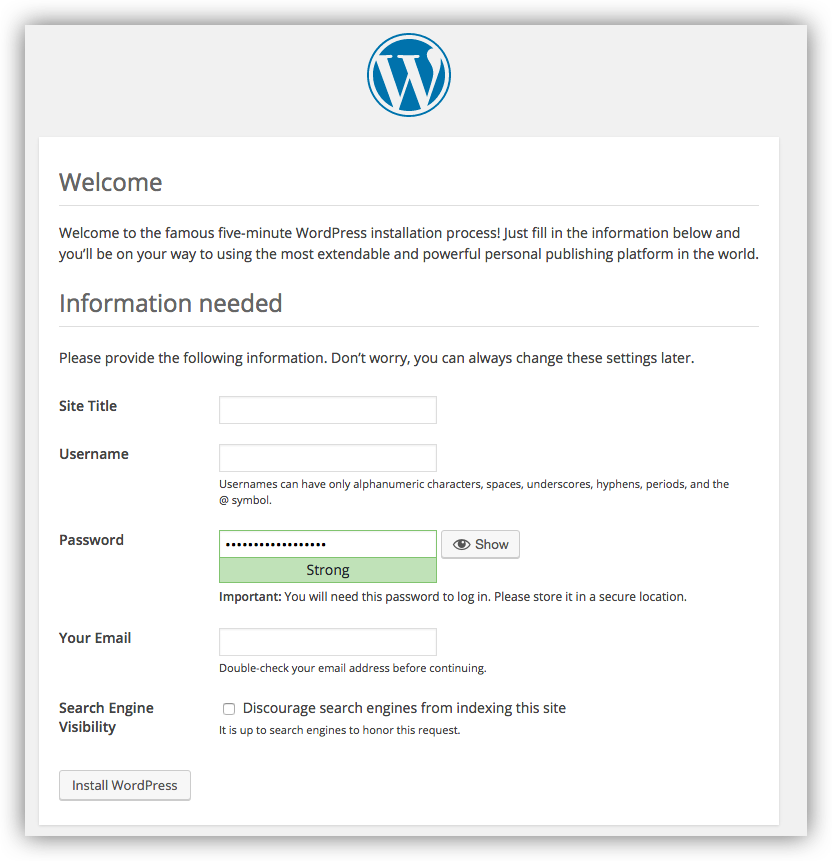 Welcome
Welcome to the famous five-minute WordPress installation process! Just fill in the information below and
you’ll be on your way to using the most extendable and powerful personal publishing platform in the world.
Information needed
Please provide the following information. Don’t worry, you can always change these settings later.
Site Title
Username
Usernames can have only alphanumeric characters, spaces, underscores, hyphens, periods, and the
@ symbol.
Password
•••••••••••••••••• Show
Strong
Important: You will need this password to log in. Please store it in a secure location.
Your Email
Double-check your email address before continuing.
Search Engine
Visibility
Discourage search engines from indexing this site
It is up to search engines to honor this request.
Install WordPress